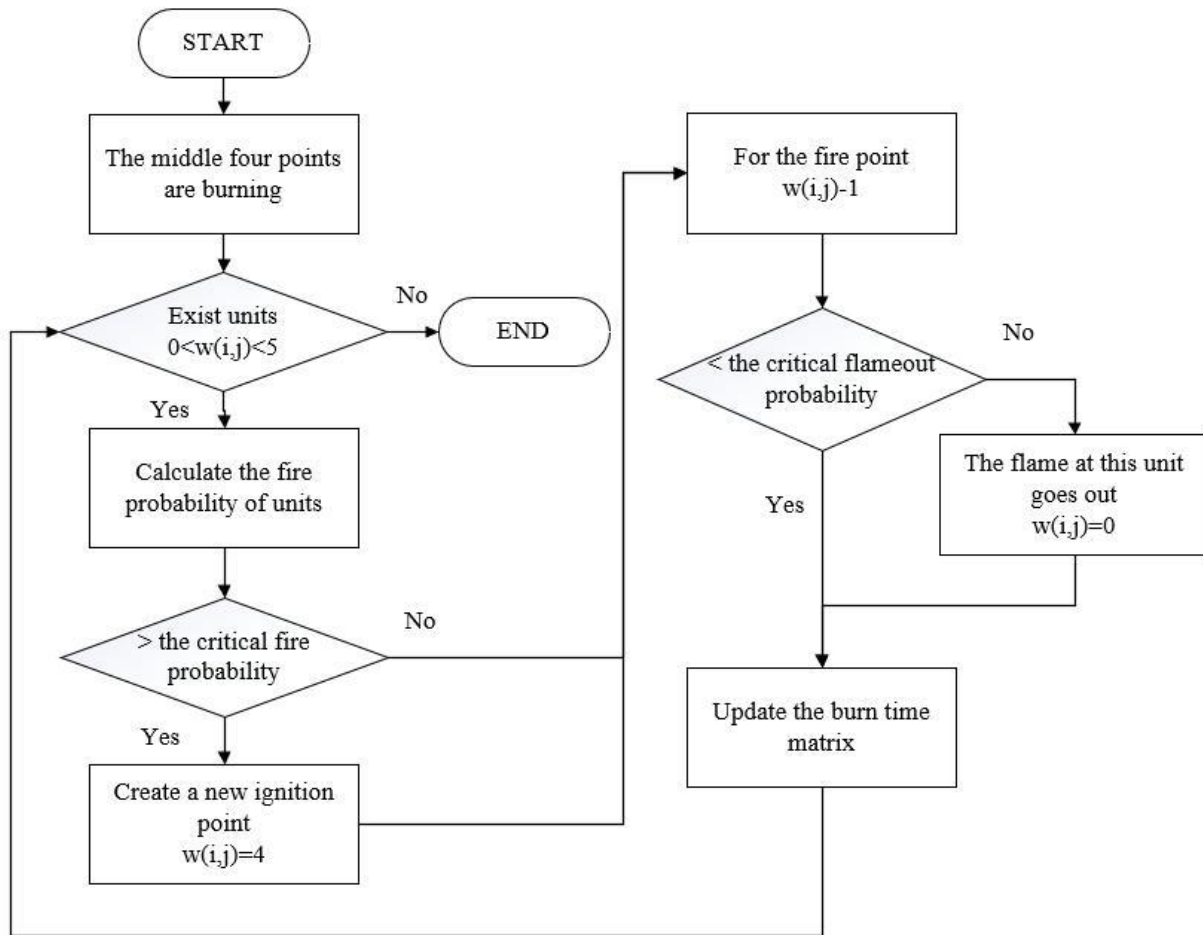 START
The middle four points
are burning
Exist units
0<w(i,j)<5
No
END
Yes
Calculate the fire
probability of units
> the critical fire
probability
No
Yes
Create a new ignition
point
w(i,j)=4
For the fire point
w(i,j)-1
< the critical flameout
probability
No
The flame at this unit
goes out
w(i,j)=0
Yes
Update the burn time
matrix